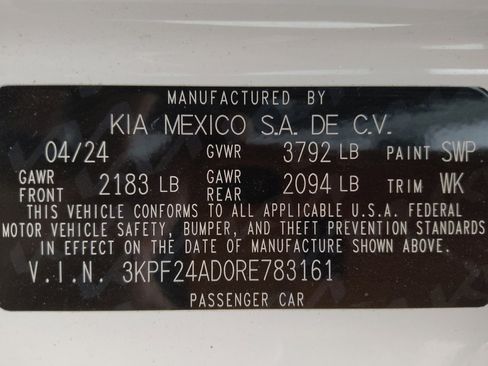 MANUFACTURED BY
KIA MEXICO S.A. DE C.V.
04/24 GVWR 3792 LB PAINT SWP
GAWR FRONT 2183 LB GAWR REAR 2094 LB TRIM WK
THIS VEHICLE CONFORMS TO ALL APPLICABLE U.S.A. FEDERAL
MOTOR VEHICLE SAFETY, BUMPER, AND THEFT PREVENTION STANDARDS
IN EFFECT ON THE DATE OF MANUFACTURE SHOWN ABOVE.
V.I.N. 3KPF24AD0RE783161
PASSENGER CAR